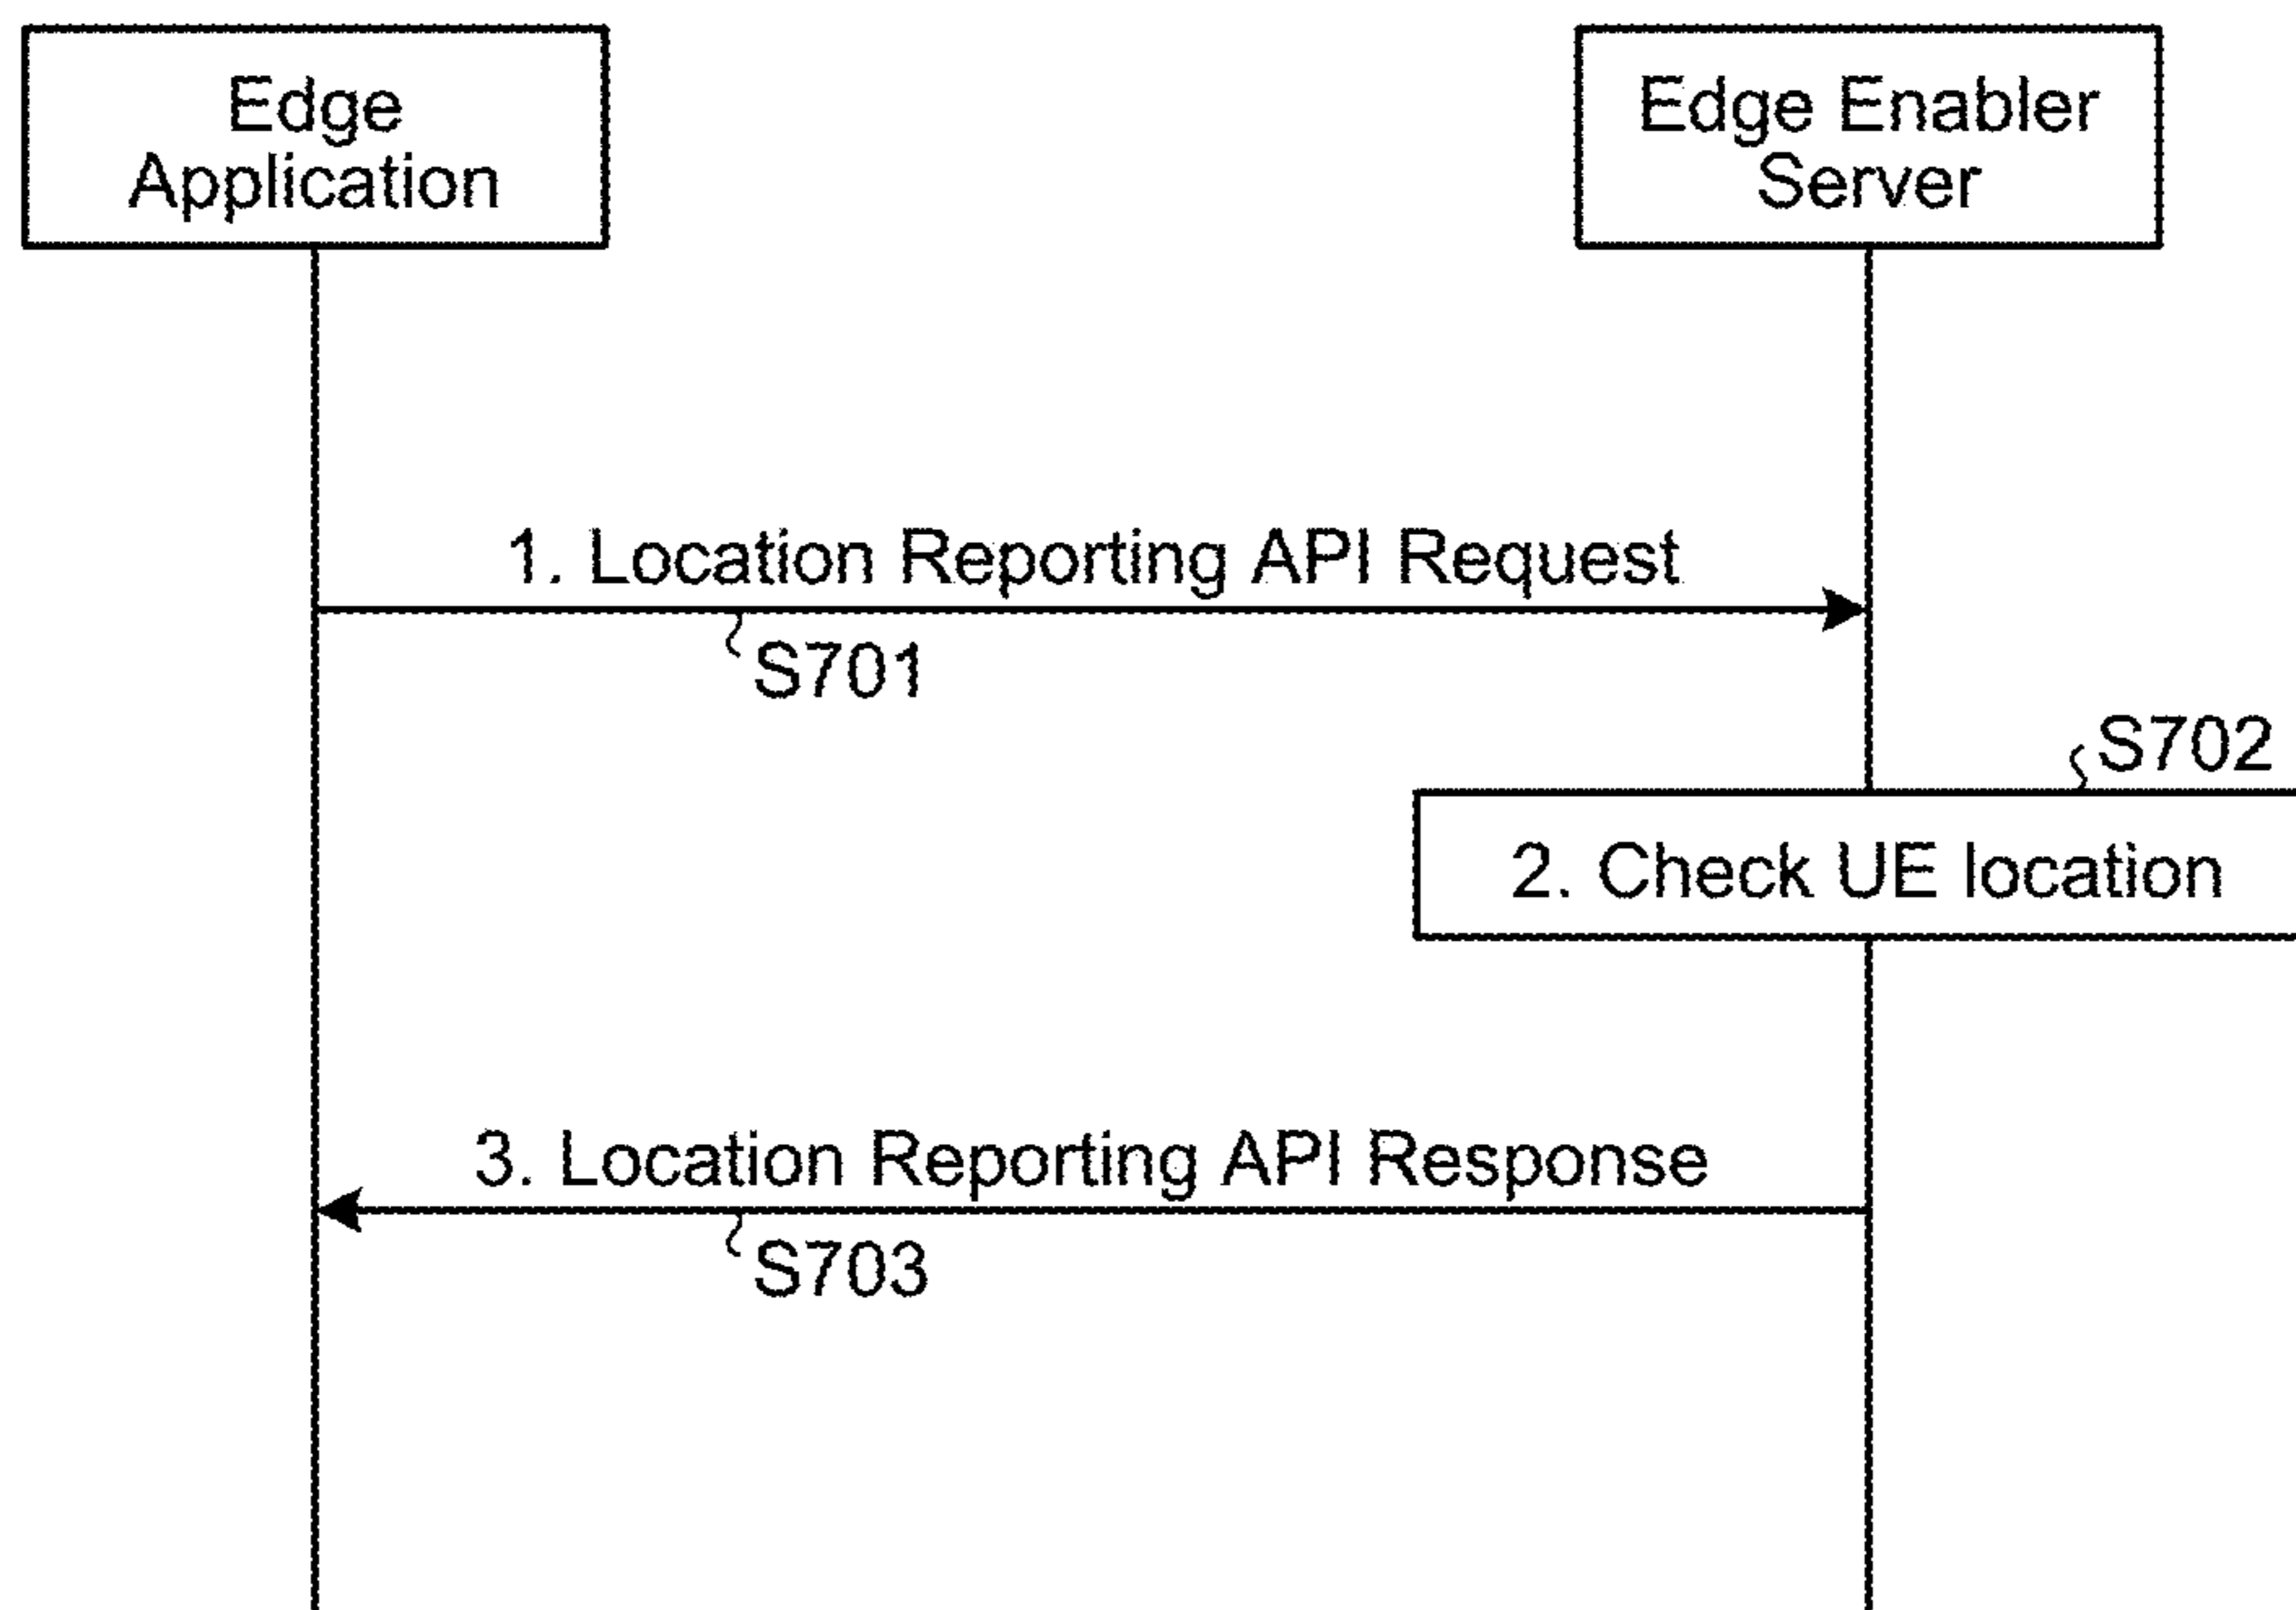 Edge
Application
Edge Enabler
Server
1. Location Reporting API Request
S701
S702
2. Check UE location
3. Location Reporting API Response
S703